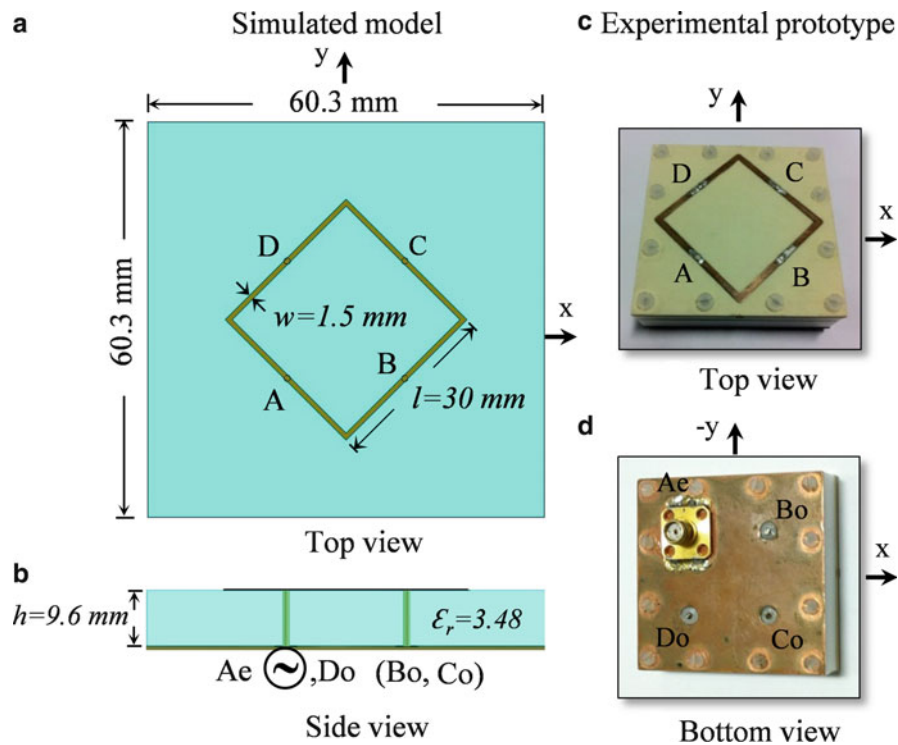 a
Simulated model
y
60.3 mm
60.3 mm
D
C
w=1.5 mm
x
B
A
l=30 mm
Top view
b
h=9.6 mm
Ɛr=3.48
Ae ~,Do (Bo, Co)
Side view
c Experimental prototype
y
D
C
x
A
B
Top view
d
-y
Ae
Bo
x
Do
Co
Bottom view